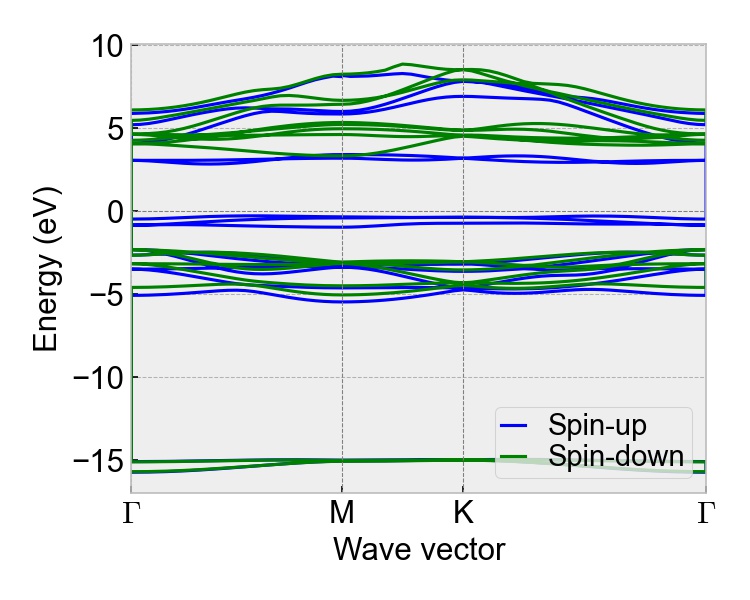 10
5
0
−5
−10
−15
Energy (eV)
Spin-up
Spin-down
Γ M K Γ
Wave vector